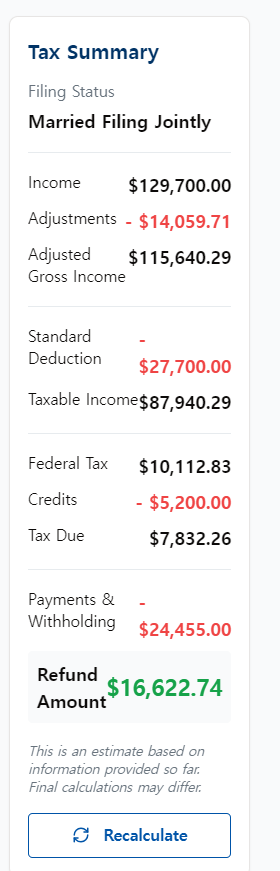 Tax Summary
Filing Status
Married Filing Jointly
Income $129,700.00
Adjustments - $14,059.71
Adjusted $115,640.29
Gross Income
Standard -
Deduction $27,700.00
Taxable Income $87,940.29
Federal Tax $10,112.83
Credits - $5,200.00
Tax Due $7,832.26
Payments & -
Withholding $24,455.00
Refund
Amount $16,622.74
This is an estimate based on
information provided so far.
Final calculations may differ.
Recalculate